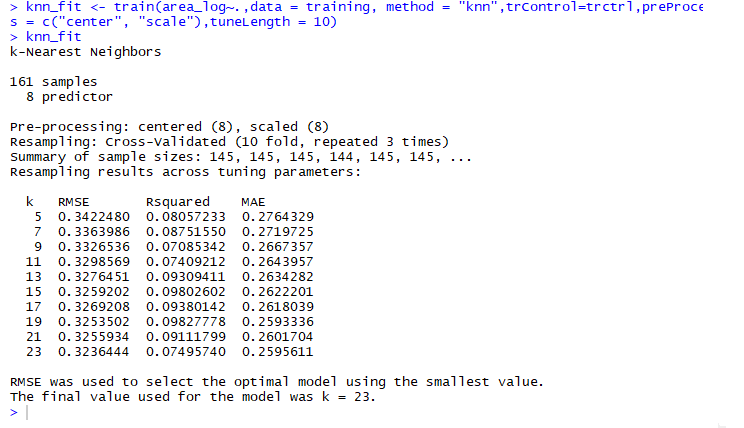 > knn_fit <- train(area_log~.,data = training, method = "knn",trControl=trctrl,preProces
s = c("center", "scale"),tuneLength = 10)
> knn_fit
k-Nearest Neighbors
161 samples
8 predictor
Pre-processing: centered (8), scaled (8)
Resampling: Cross-Validated (10 fold, repeated 3 times)
Summary of sample sizes: 145, 145, 145, 144, 145, 145, ...
Resampling results across tuning parameters:
k RMSE Rsquared MAE
5 0.3422480 0.08057233 0.2764329
7 0.3363986 0.08751550 0.2719725
9 0.3326536 0.07085342 0.2667357
11 0.3298569 0.07409212 0.2643957
13 0.3276451 0.09309411 0.2634282
15 0.3259202 0.09802602 0.2622201
17 0.3269208 0.09380142 0.2618039
19 0.3253502 0.09827778 0.2593336
21 0.3255934 0.09111799 0.2601704
23 0.3236444 0.07495740 0.2595611
RMSE was used to select the optimal model using the smallest value.
The final value used for the model was k = 23.
>